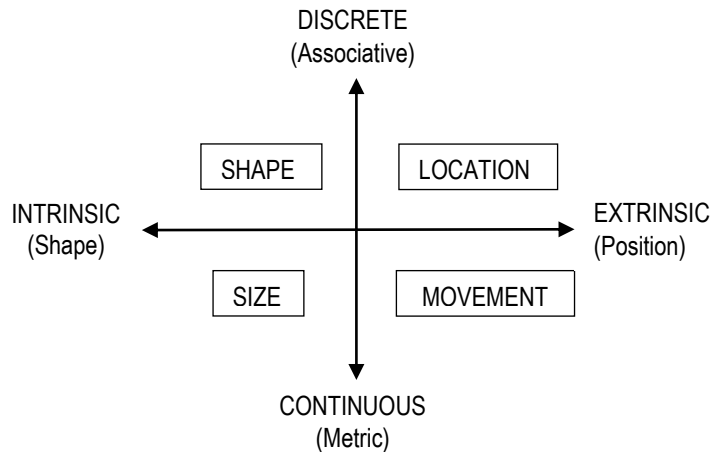 DISCRETE
(Associative)
SHAPE
LOCATION
INTRINSIC
(Shape)
EXTRINSIC
(Position)
SIZE
MOVEMENT
CONTINUOUS
(Metric)